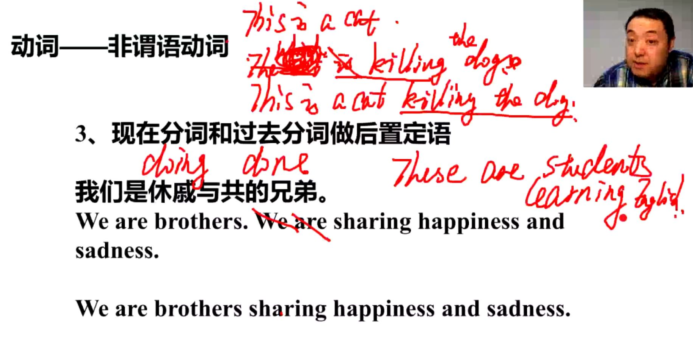 This is a cat.
动词——非谓语动词
is killing the dog.
This is a cat killing the dog.
3、现在分词和过去分词做后置定语
doing done
These are students
learning English.
我们是休戚与共的兄弟。
We are brothers. We are sharing happiness and
sadness.
We are brothers sharing happiness and sadness.